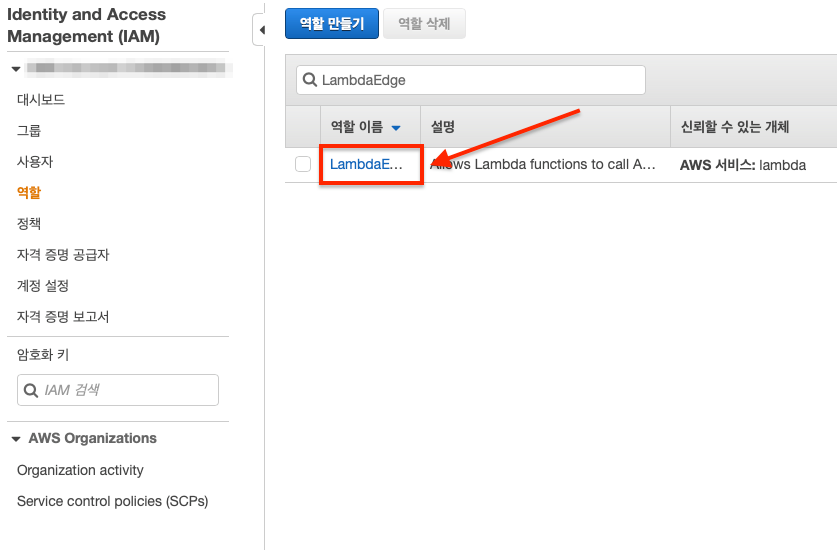 Identity and Access
Management (IAM)
대시보드
그룹
사용자
역할
정책
자격 증명 공급자
계정 설정
자격 증명 보고서
암호화 키
IAM 검색
AWS Organizations
Organization activity
Service control policies (SCPs)
역할 만들기
역할 삭제
LambdaEdge
역할 이름
설명
신뢰할 수 있는 개체
LambdaE...
Allows Lambda functions to call A...
AWS 서비스: lambda